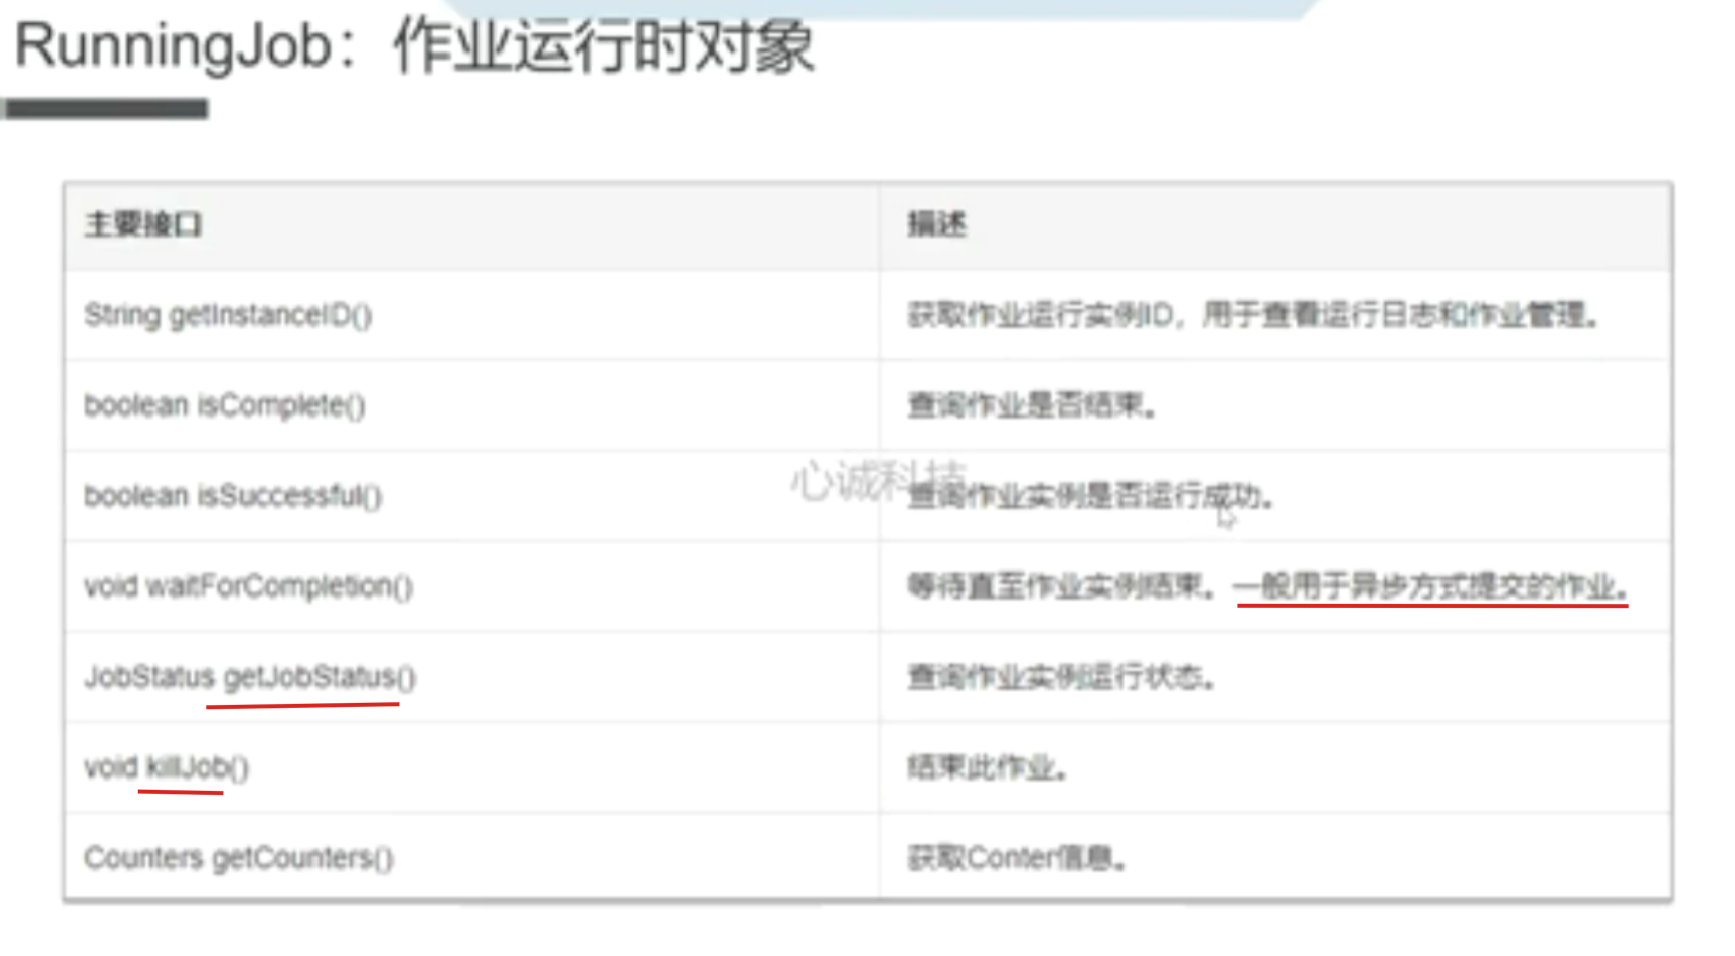 RunningJob：作业运行时对象
主要接口 描述
String getInstanceID() 获取作业运行实例ID，用于查看运行日志和作业管理。
boolean isComplete() 查询作业是否结束。
心诚科技
boolean isSuccessful() 查询作业实例是否运行成功。
void waitForCompletion() 等待直至作业实例结束。一般用于异步方式提交的作业。
JobStatus getJobStatus() 查询作业实例运行状态。
void killJob() 结束此作业。
Counters getCounters() 获取Conter信息。